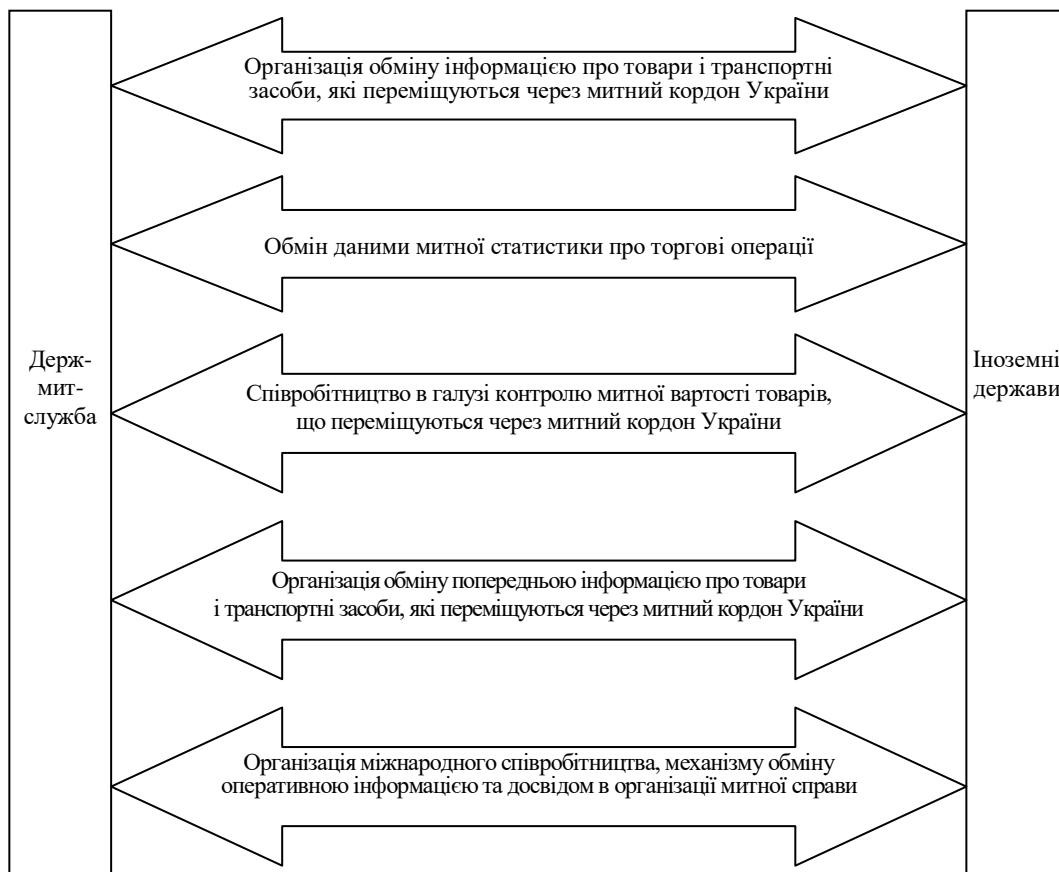 Організація обміну інформацією про товари і транспортні
засоби, які переміщуються через митний кордон України
Обмін даними митної статистики про торгові операції
Держ-
мит-
служба
Співробітництво в галузі контролю митної вартості товарів,
що переміщуються через митний кордон України
Іноземні
держави
Організація обміну попередньою інформацією про товари
і транспортні засоби, які переміщуються через митний кордон України
Організація міжнародного співробітництва, механізму обміну
оперативною інформацією та досвідом в організації митної справи